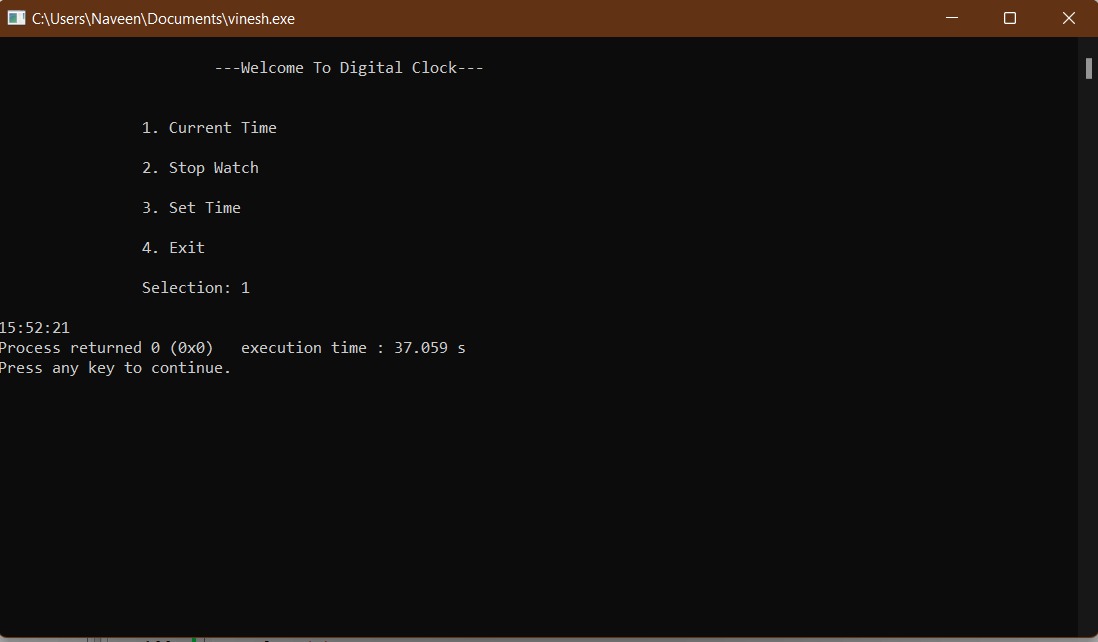 C:\Users\Naveen\Documents\vinesh.exe
---Welcome To Digital Clock---
1. Current Time
2. Stop Watch
3. Set Time
4. Exit
Selection: 1
15:52:21
Process returned 0 (0x0)   execution time : 37.059 s
Press any key to continue.